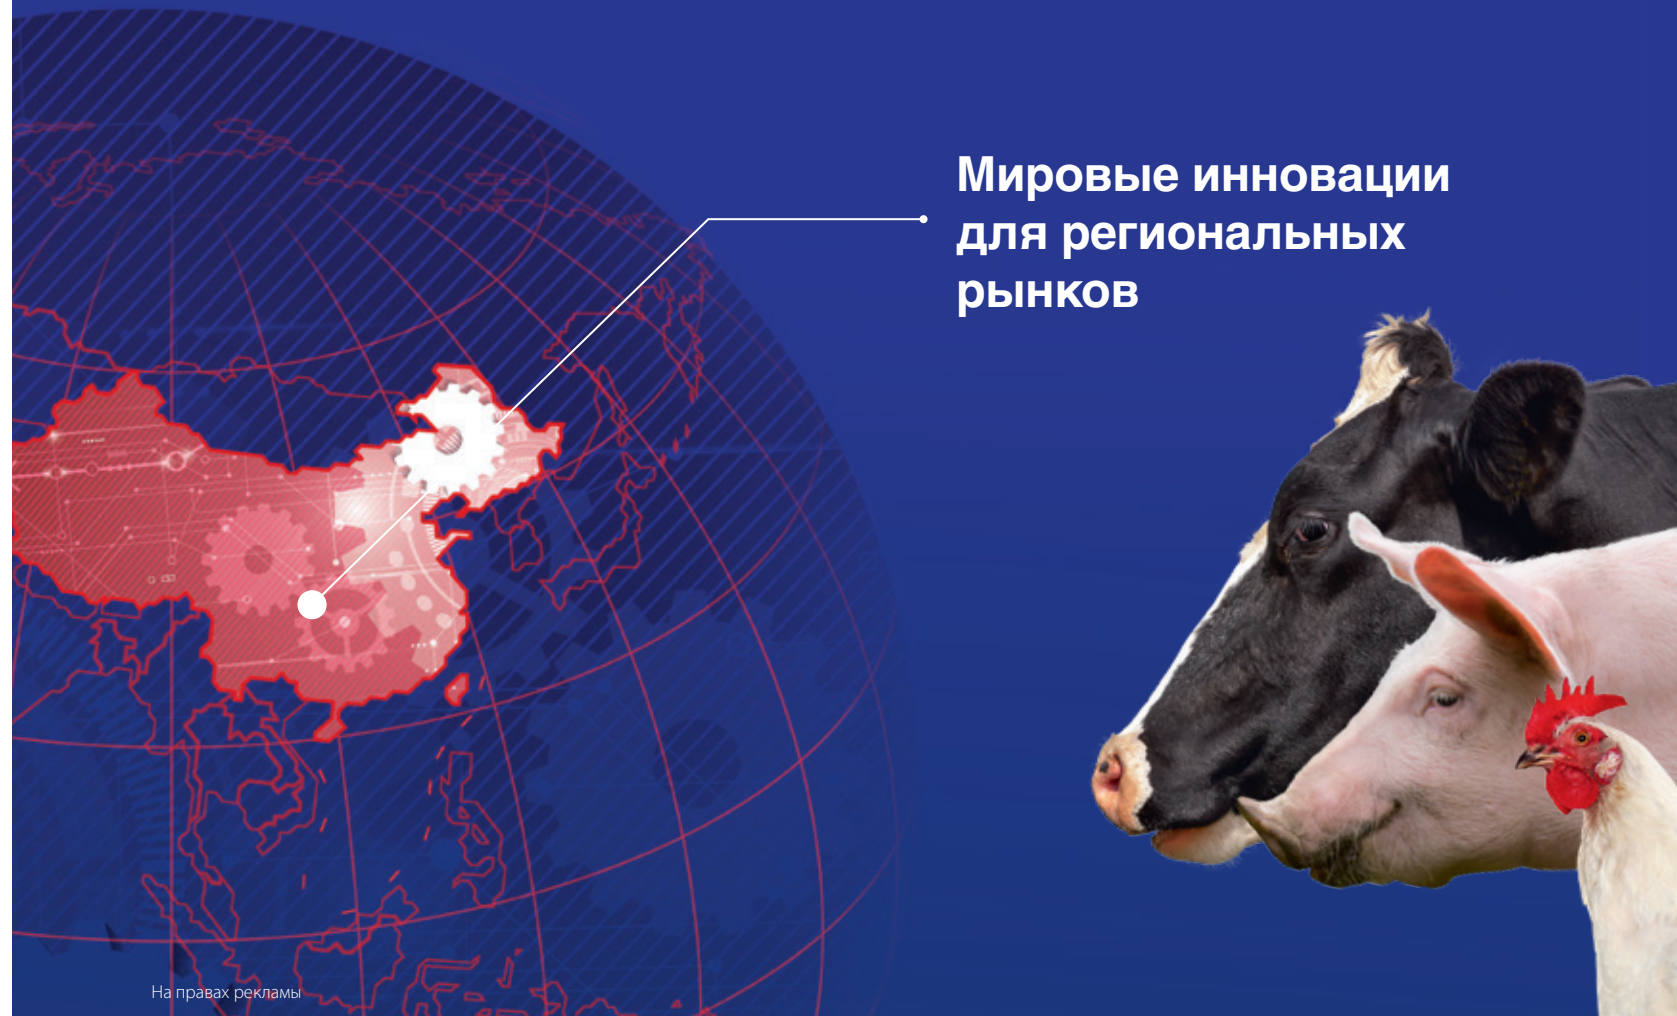 Мировые инновации
для региональных
рынков
На правах рекламы